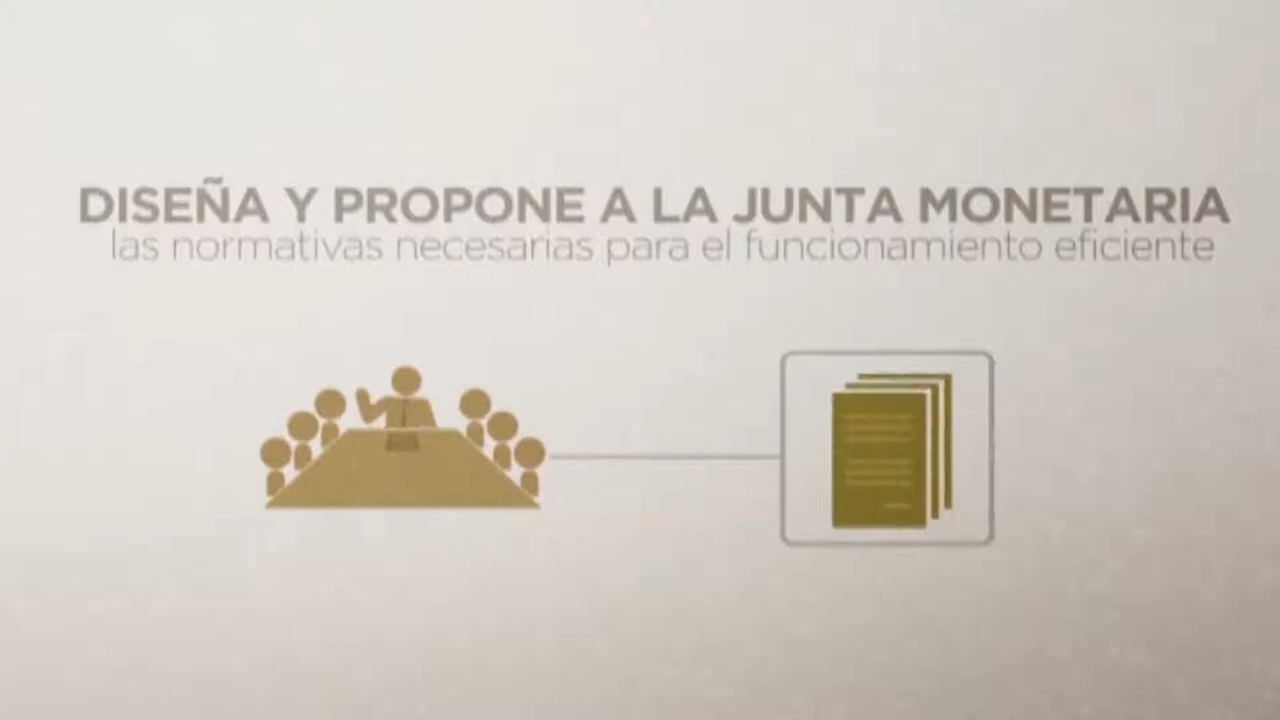 DISEÑA Y PROPONE A LA JUNTA MONETARIA
las normativas necesarias para el funcionamiento eficiente